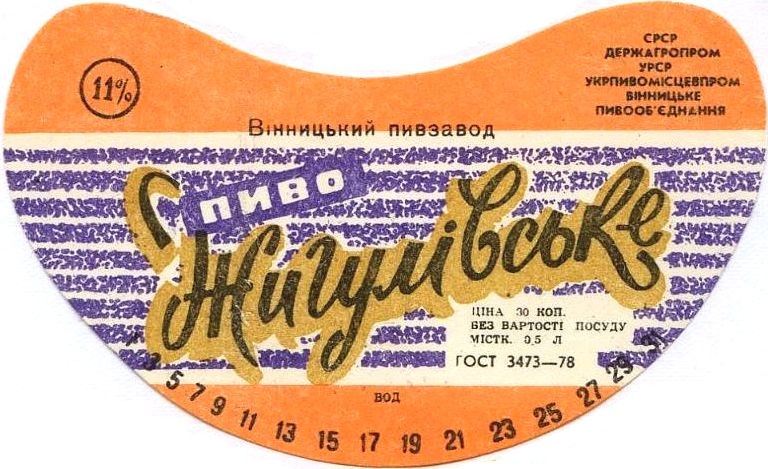 11%
СРСР
ДЕРЖАГРОПРОМ
УРСР
УКРПИВОМІСЦЕВПРОМ
ВІННИЦЬКЕ
ПИВООБ'ЄДНАННЯ
Вінницький пивзавод
ПИВО
Жигулівське
ЦІНА 30 КОП.
БЕЗ ВАРТОСТІ ПОСУДУ
МІСТК. 0,5 Л
ГОСТ 3473—78
ВОД
1 3 5 7 9 11 13 15 17 19 21 23 25 27 29 31